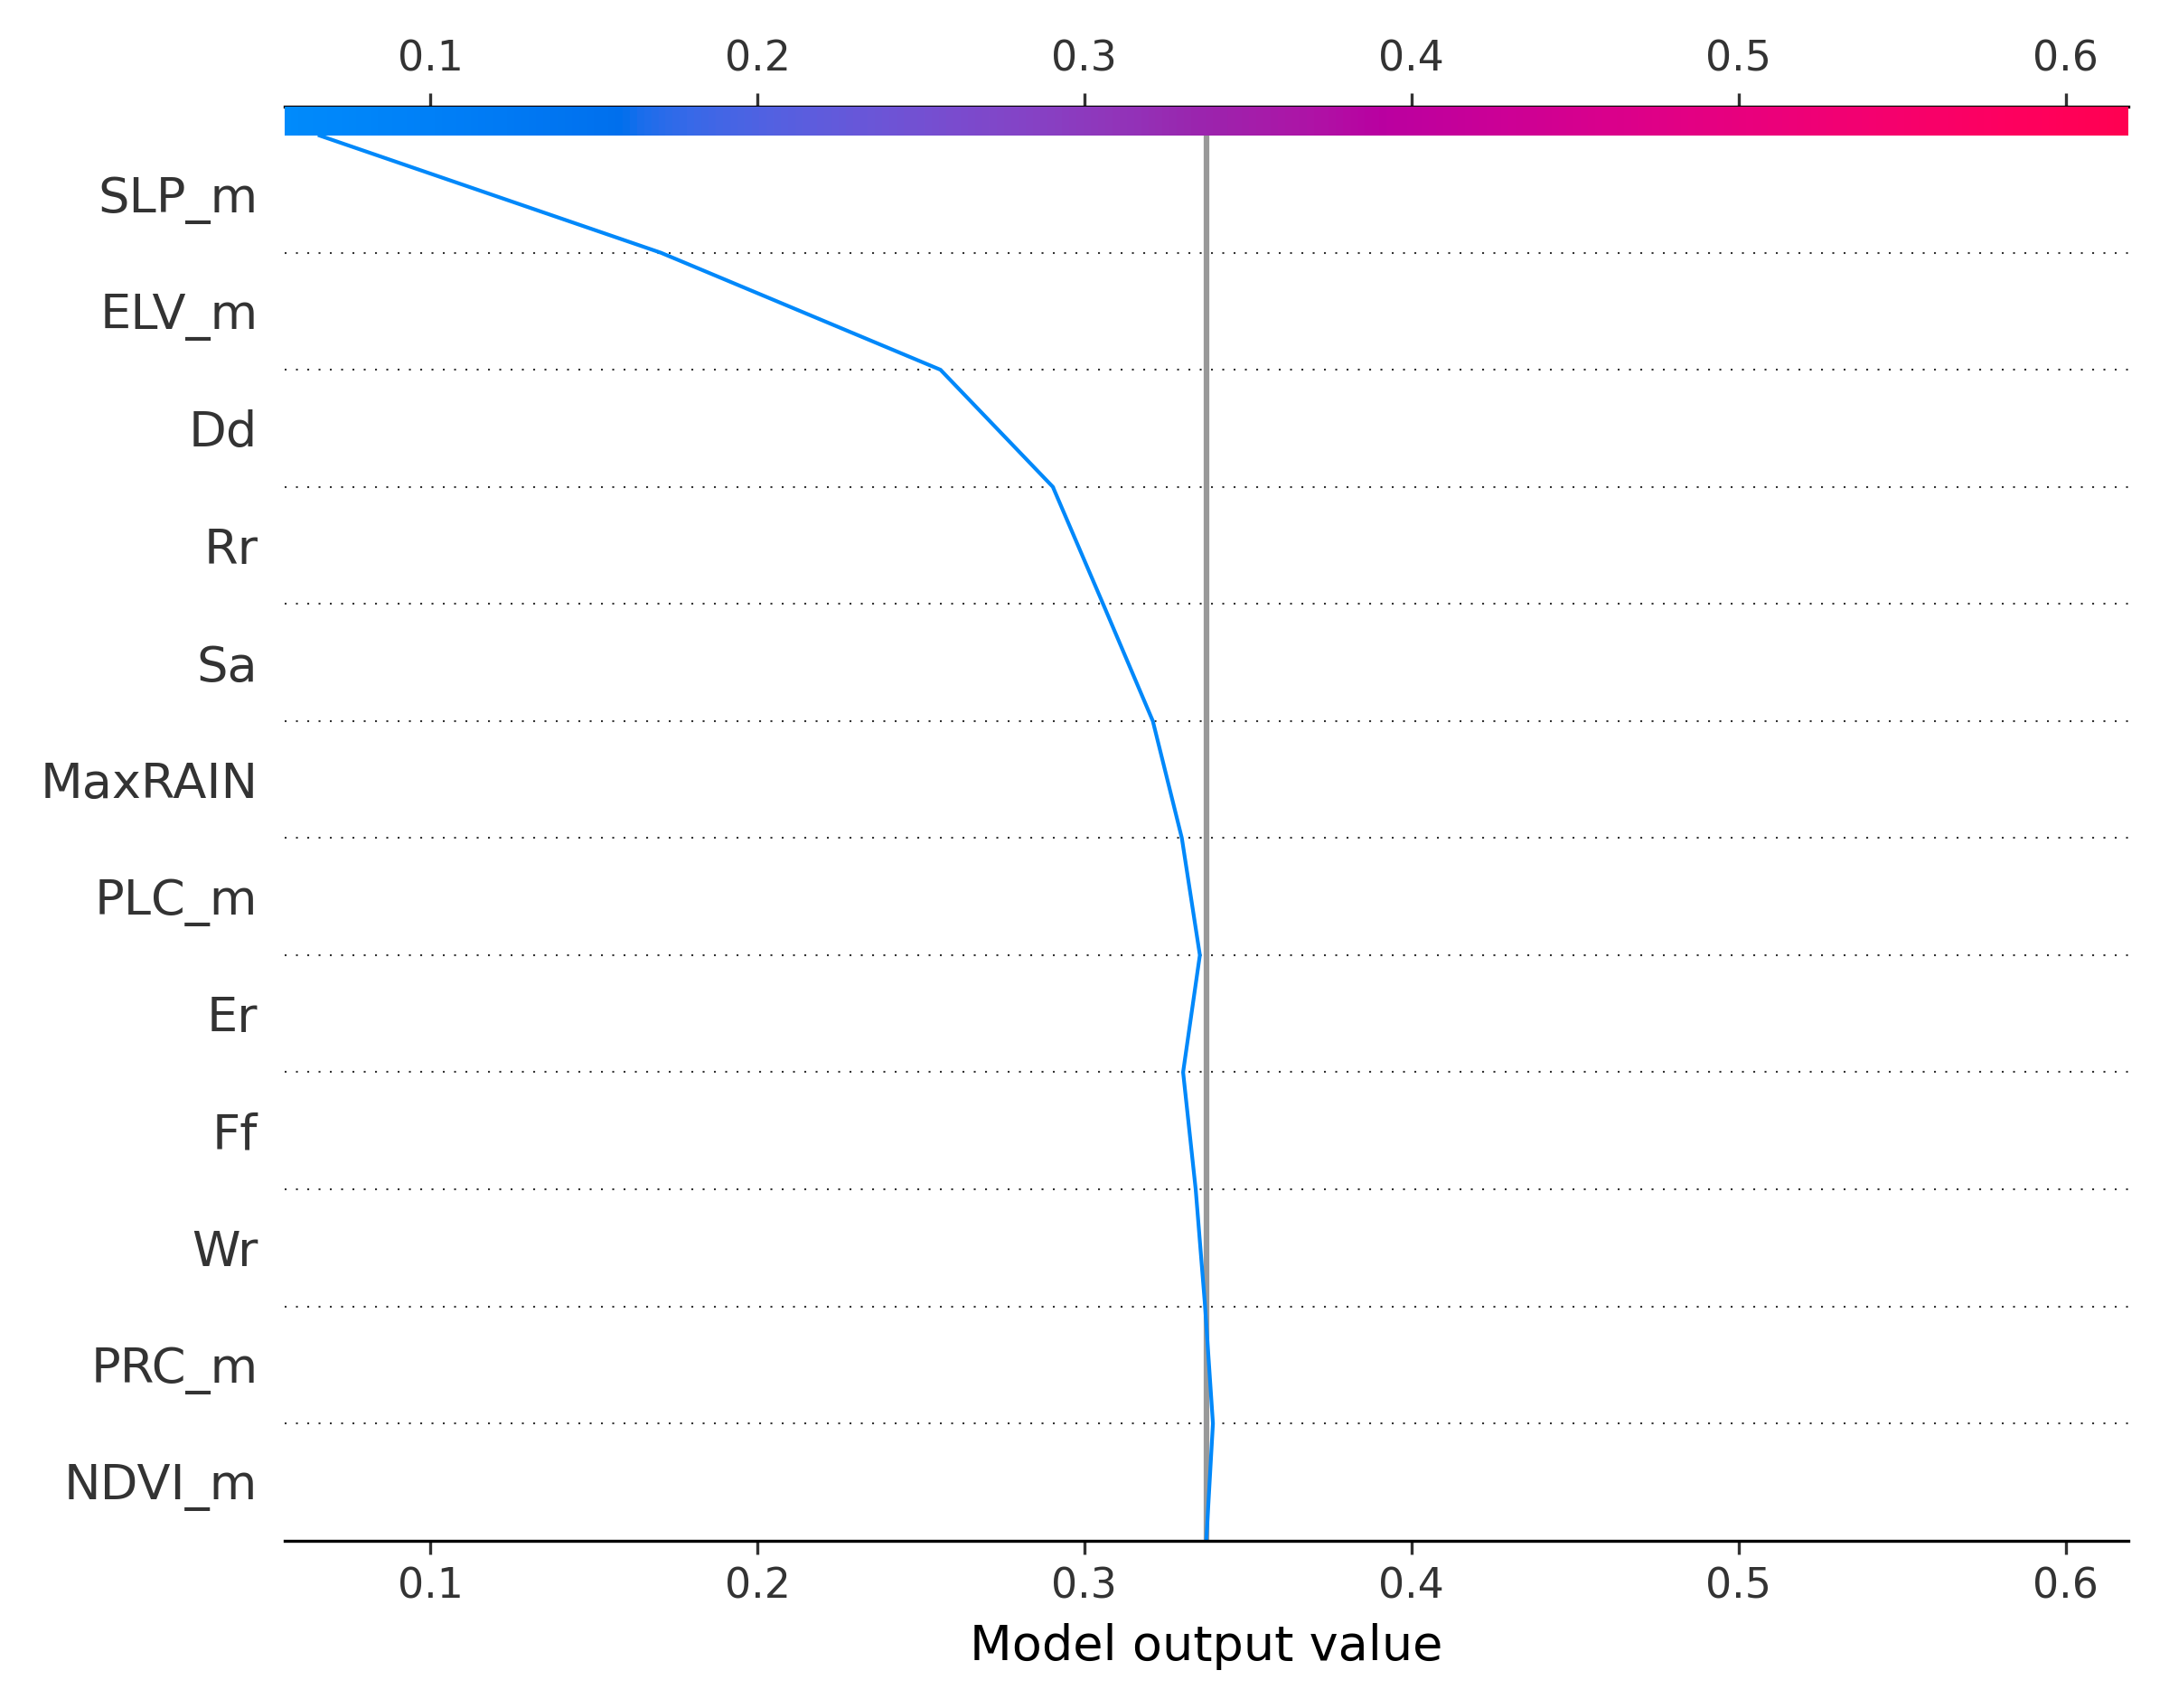 0.1 0.2 0.3 0.4 0.5 0.6
SLP_m
ELV_m
Dd
Rr
Sa
MaxRAIN
PLC_m
Er
Ff
Wr
PRC_m
NDVI_m
0.1 0.2 0.3 0.4 0.5 0.6
Model output value